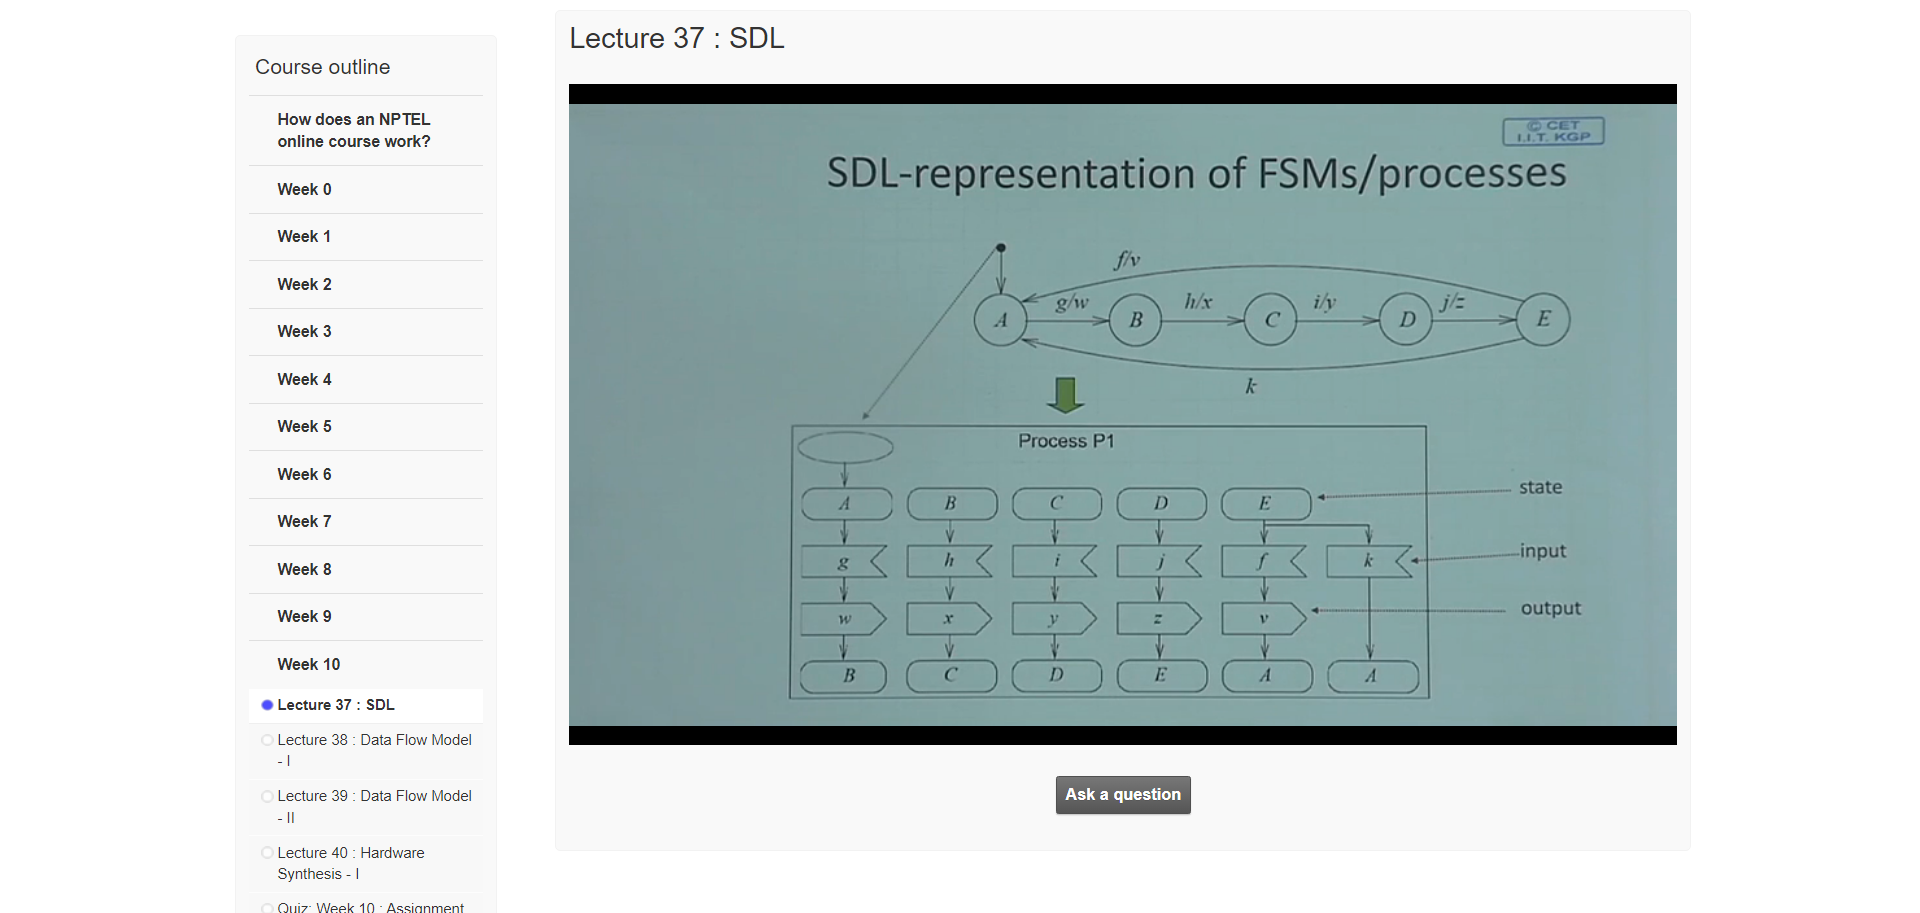 Course outline
How does an NPTEL
online course work?
Week 0
Week 1
Week 2
Week 3
Week 4
Week 5
Week 6
Week 7
Week 8
Week 9
Week 10
Lecture 37 : SDL
Lecture 38 : Data Flow Model
- I
Lecture 39 : Data Flow Model
- II
Lecture 40 : Hardware
Synthesis - I
Quiz: Week 10 : Assignment
Lecture 37 : SDL
© CET
I.I.T. KGP
SDL-representation of FSMs/processes
f/v
g/w h/x i/y j/z
A B C D E
k
Process P1
A B C D E state
g h i j f k input
w x y z v output
B C D E A A
Ask a question